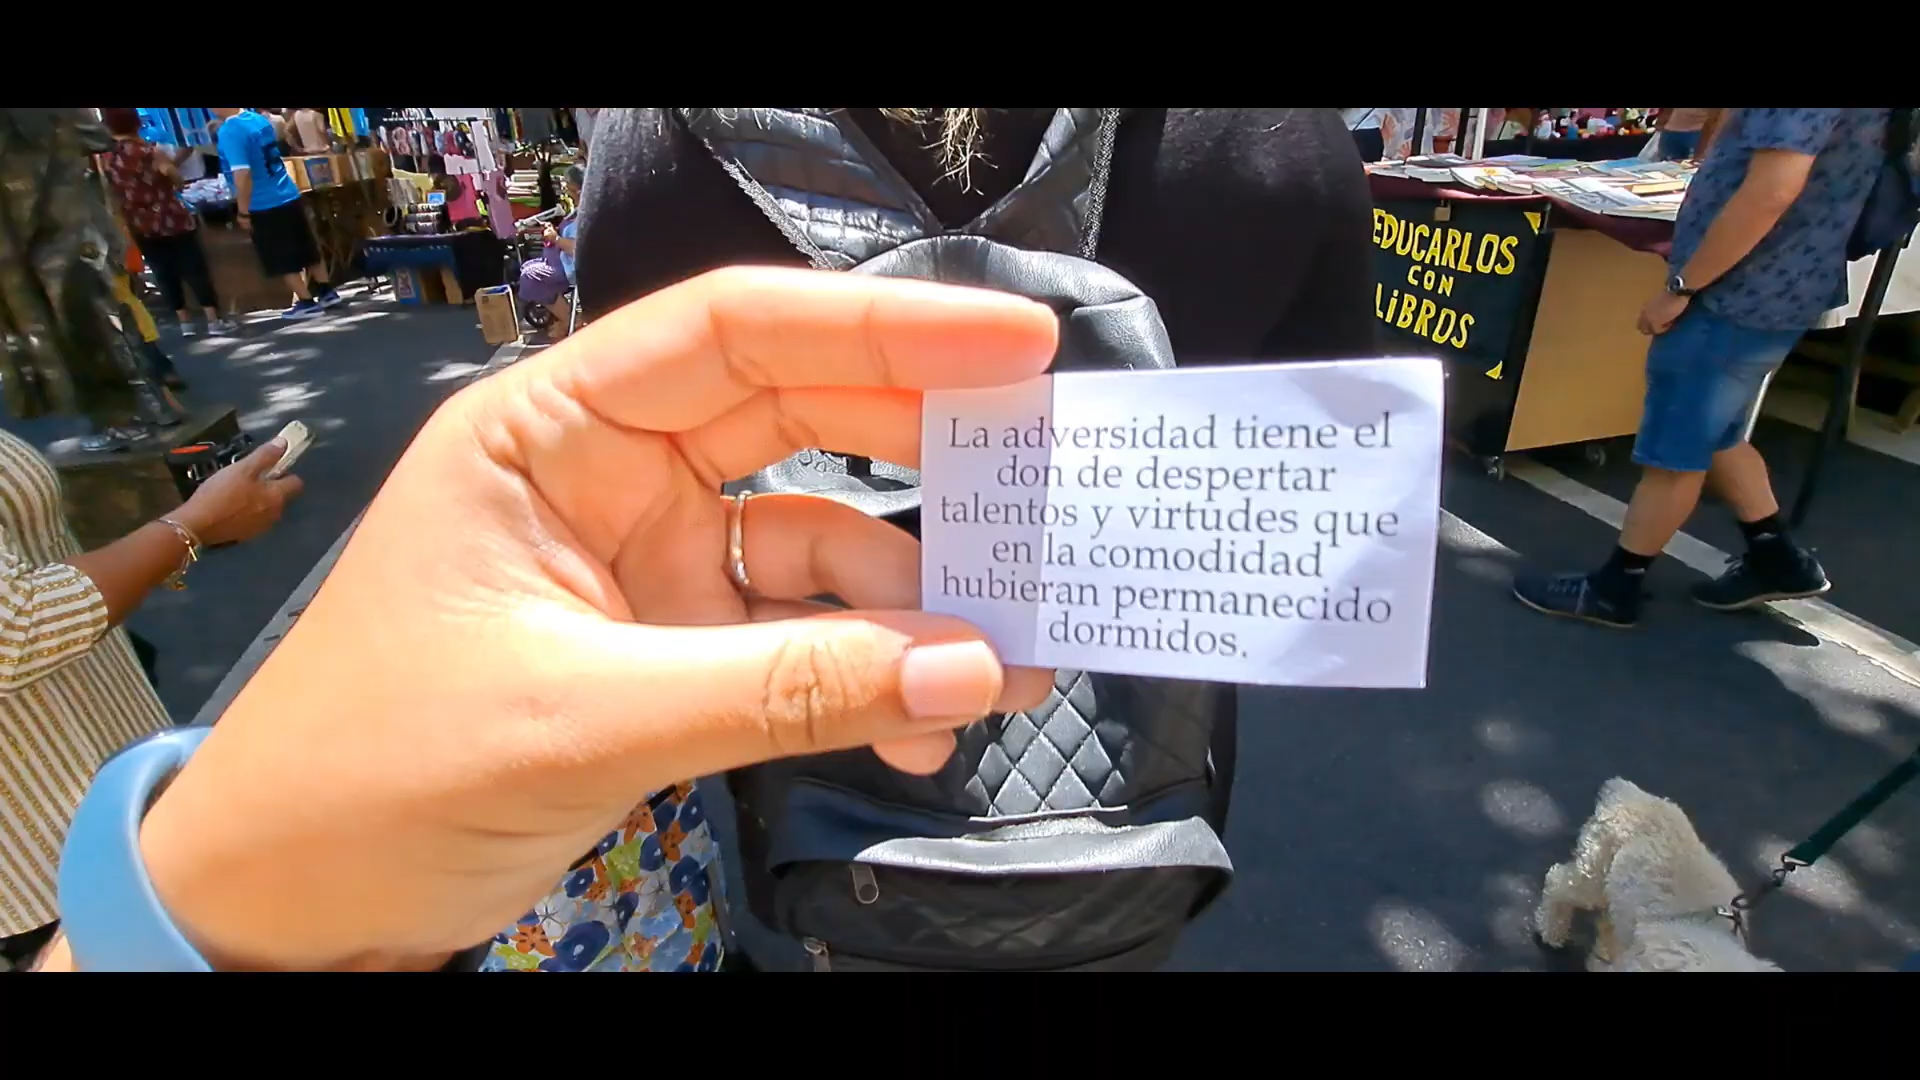 La adversidad tiene el
don de despertar
talentos y virtudes que
en la comodidad
hubieran permanecido
dormidos.
EDUCARLOS
CON
LiBROS